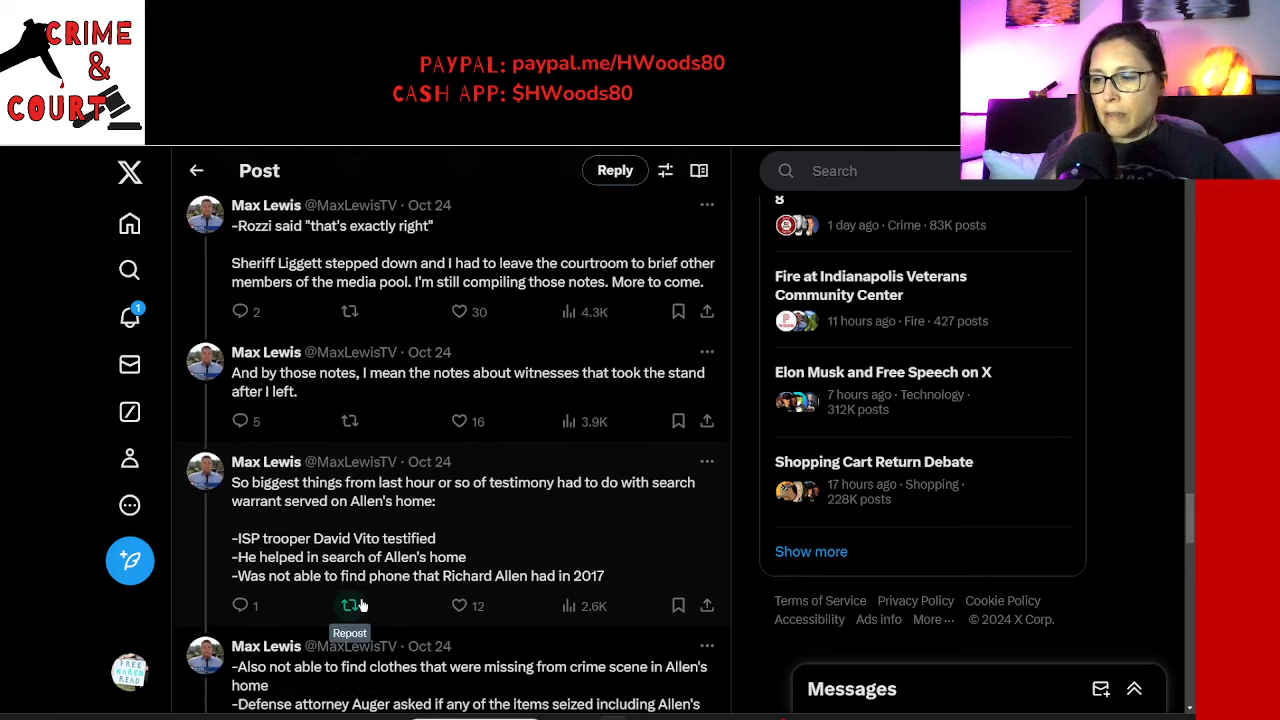 CRIME
&
COURT
PAYPAL: paypal.me/HWoods80
CASH APP: $HWoods80
Post
Reply
Search
Max Lewis @MaxLewisTV · Oct 24
-Rozzi said "that's exactly right"
Sheriff Liggett stepped down and I had to leave the courtroom to brief other
members of the media pool. I'm still compiling those notes. More to come.
2 30 4.3K
Max Lewis @MaxLewisTV · Oct 24
And by those notes, I mean the notes about witnesses that took the stand
after I left.
5 16 3.9K
Max Lewis @MaxLewisTV · Oct 24
So biggest things from last hour or so of testimony had to do with search
warrant served on Allen's home:
-ISP trooper David Vito testified
-He helped in search of Allen's home
-Was not able to find phone that Richard Allen had in 2017
1 12 2.6K
Repost
Max Lewis @MaxLewisTV · Oct 24
-Also not able to find clothes that were missing from crime scene in Allen's
home
-Defense attorney Auger asked if any of the items seized including Allen's
8
1 day ago · Crime · 83K posts
Fire at Indianapolis Veterans
Community Center
11 hours ago · Fire · 427 posts
Elon Musk and Free Speech on X
7 hours ago · Technology ·
312K posts
Shopping Cart Return Debate
17 hours ago · Shopping ·
228K posts
Show more
Terms of Service Privacy Policy Cookie Policy
Accessibility Ads info More ··· © 2024 X Corp.
Messages
1
FREE
KAREN
READ